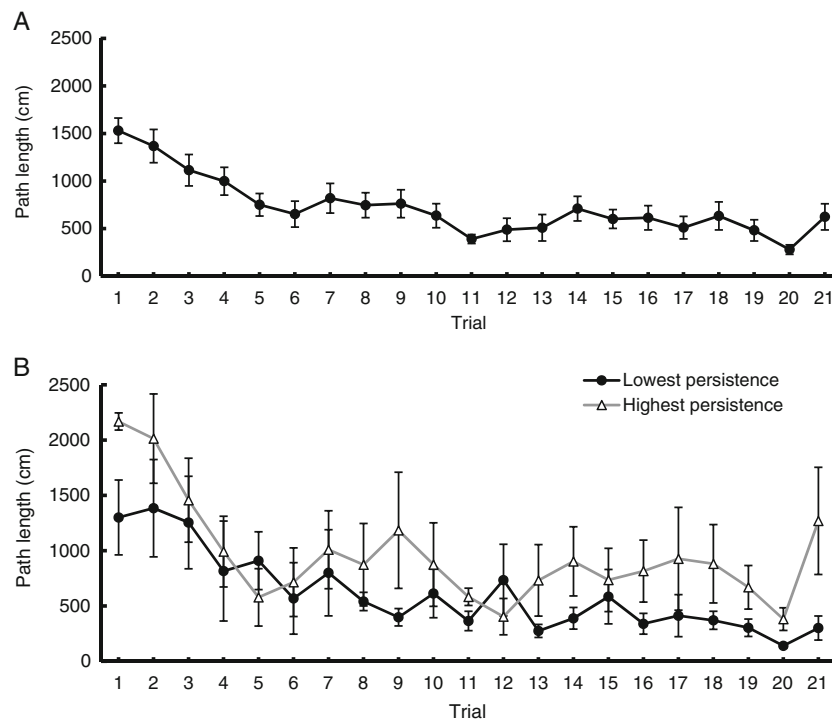 A
Path length (cm)
2500
2000
1500
1000
500
0
1 2 3 4 5 6 7 8 9 10 11 12 13 14 15 16 17 18 19 20 21
Trial
B
Path length (cm)
2500
2000
1500
1000
500
0
Lowest persistence
Highest persistence
1 2 3 4 5 6 7 8 9 10 11 12 13 14 15 16 17 18 19 20 21
Trial